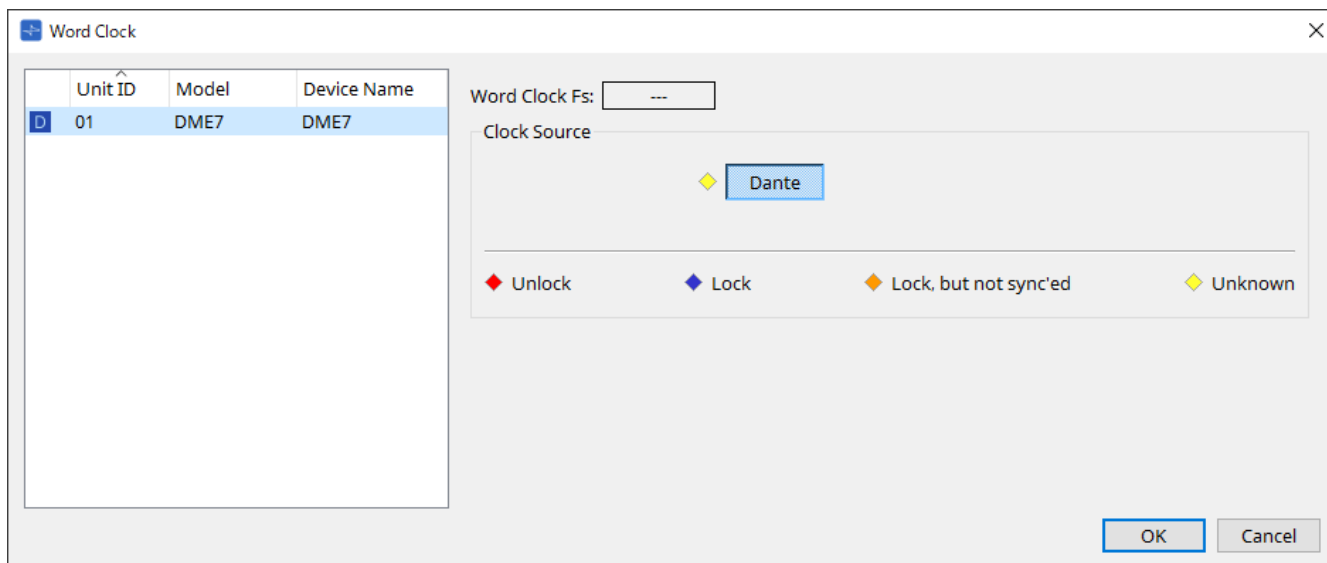 Word Clock
Unit ID Model Device Name
D 01 DME7 DME7
Word Clock Fs: ---
Clock Source
Dante
Unlock Lock Lock, but not sync'ed Unknown
OK Cancel